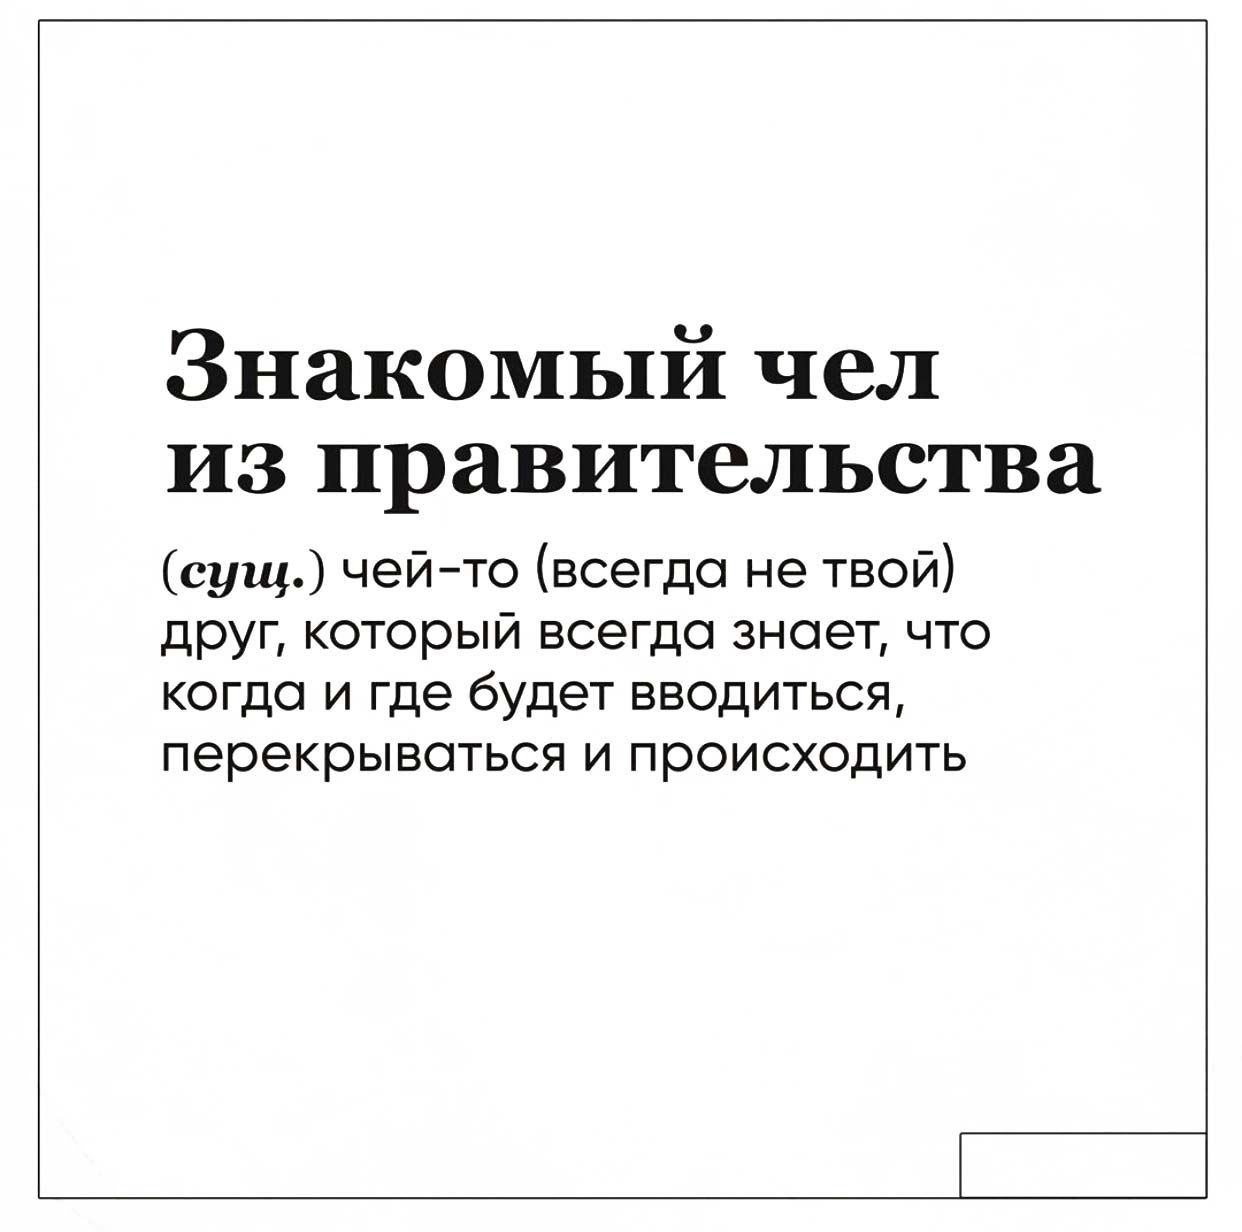 Знакомый чел
из правительства
(сущ.) чей-то (всегда не твой)
друг, который всегда знает, что
когда и где будет вводиться,
перекрываться и происходить